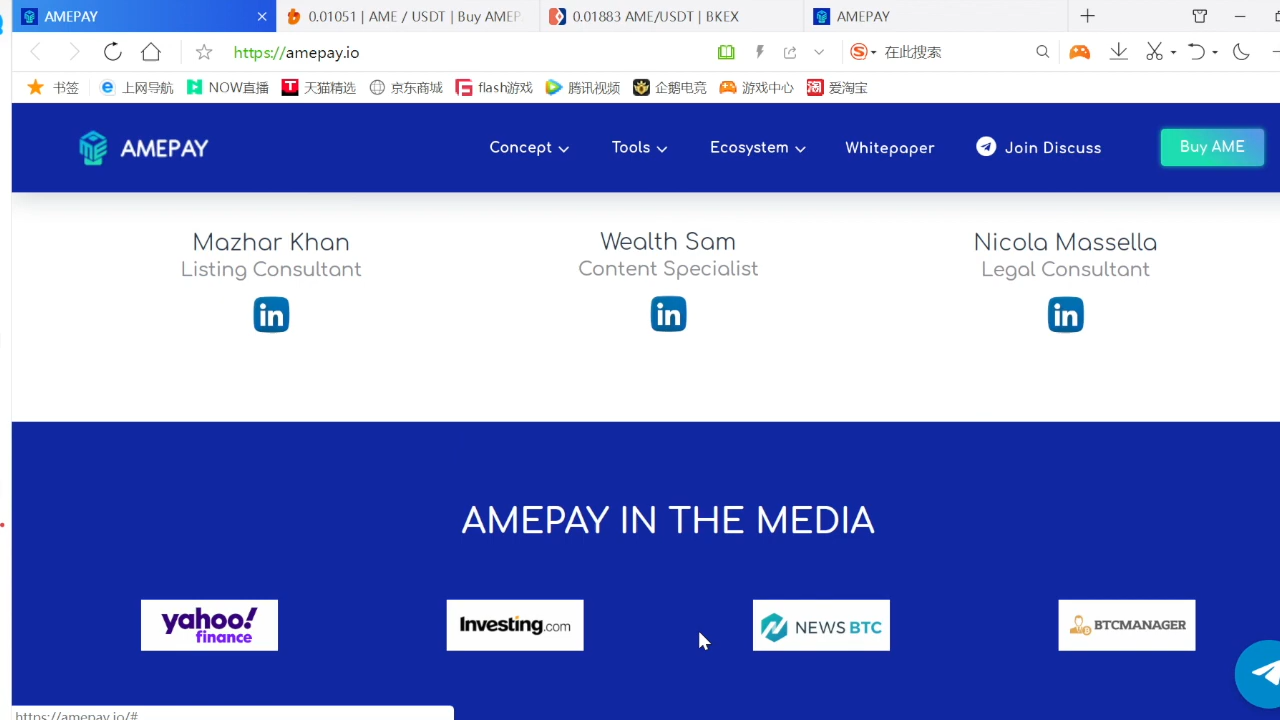 AMEPAY
0.01051 | AME / USDT | Buy AMEP
0.01883 AME/USDT | BKEX
AMEPAY
https://amepay.io
在此搜索
书签
上网导航
NOW直播
天猫精选
京东商城
flash游戏
腾讯视频
企鹅电竞
游戏中心
爱淘宝
AMEPAY
Concept
Tools
Ecosystem
Whitepaper
Join Discuss
Buy AME
Mazhar Khan
Listing Consultant
in
Wealth Sam
Content Specialist
in
Nicola Massella
Legal Consultant
in
AMEPAY IN THE MEDIA
yahoo!
finance
Investing.com
NEWS BTC
BTCMANAGER
https://amepay.io/#